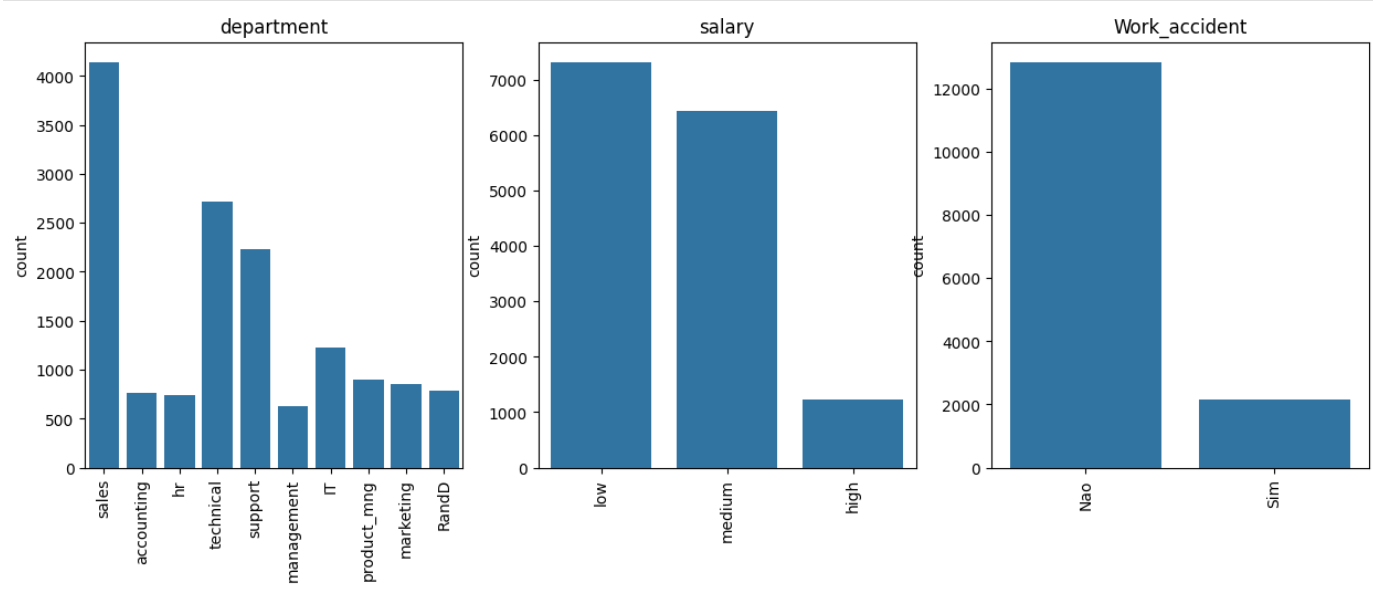 department
count
4000
3500
3000
2500
2000
1500
1000
500
0
sales
accounting
hr
technical
support
management
IT
product_mng
marketing
RandD
salary
count
7000
6000
5000
4000
3000
2000
1000
0
low
medium
high
Work_accident
count
12000
10000
8000
6000
4000
2000
0
Nao
Sim